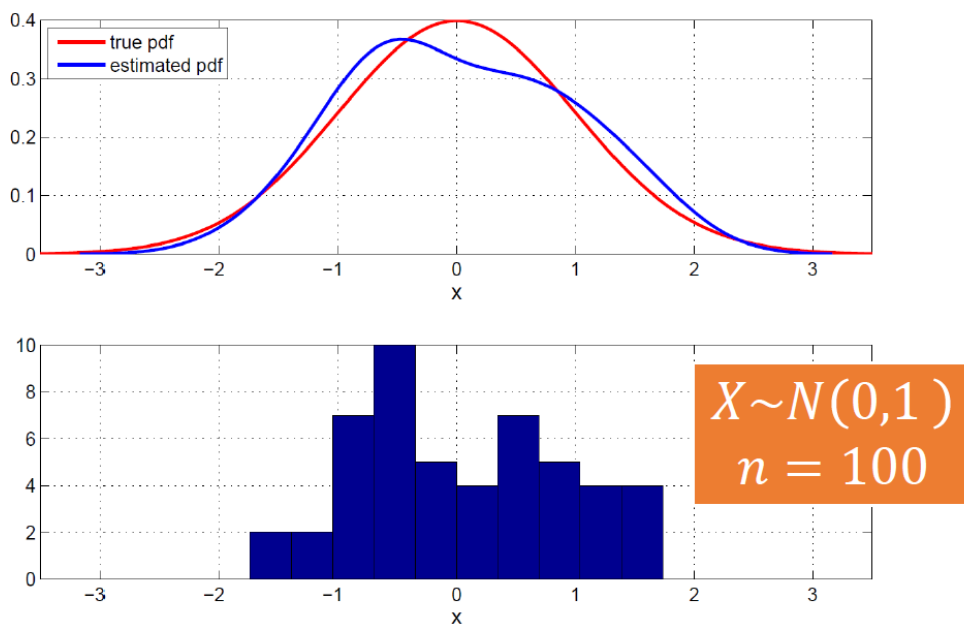 0.4
0.3
0.2
0.1
0
true pdf
estimated pdf
−3 −2 −1 0 1 2 3
x
10
8
6
4
2
0
X~N(0,1 )
n = 100
−3 −2 −1 0 1 2 3
x